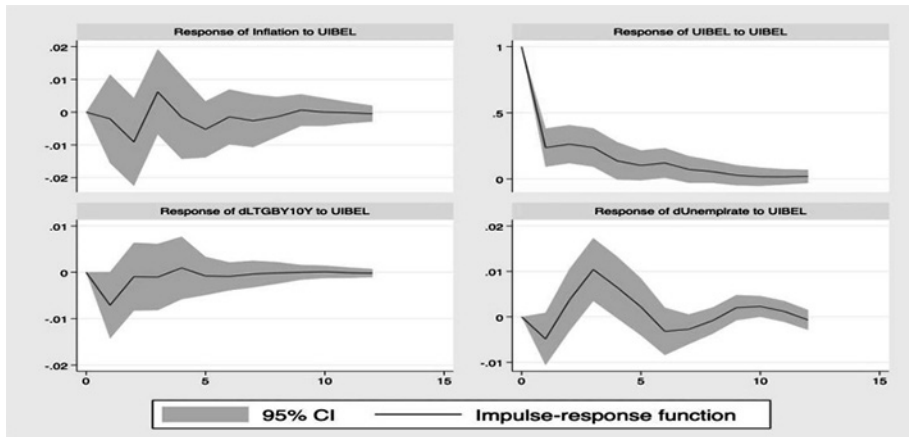 Response of Inflation to UIBEL
.02
.01
0
-.01
-.02
Response of UIBEL to UIBEL
1
.5
0
Response of dLTGBY10Y to UIBEL
.01
0
-.01
-.02
0 5 10 15
Response of dUnemplrate to UIBEL
.02
.01
0
-.01
0 5 10 15
95% CI Impulse-response function